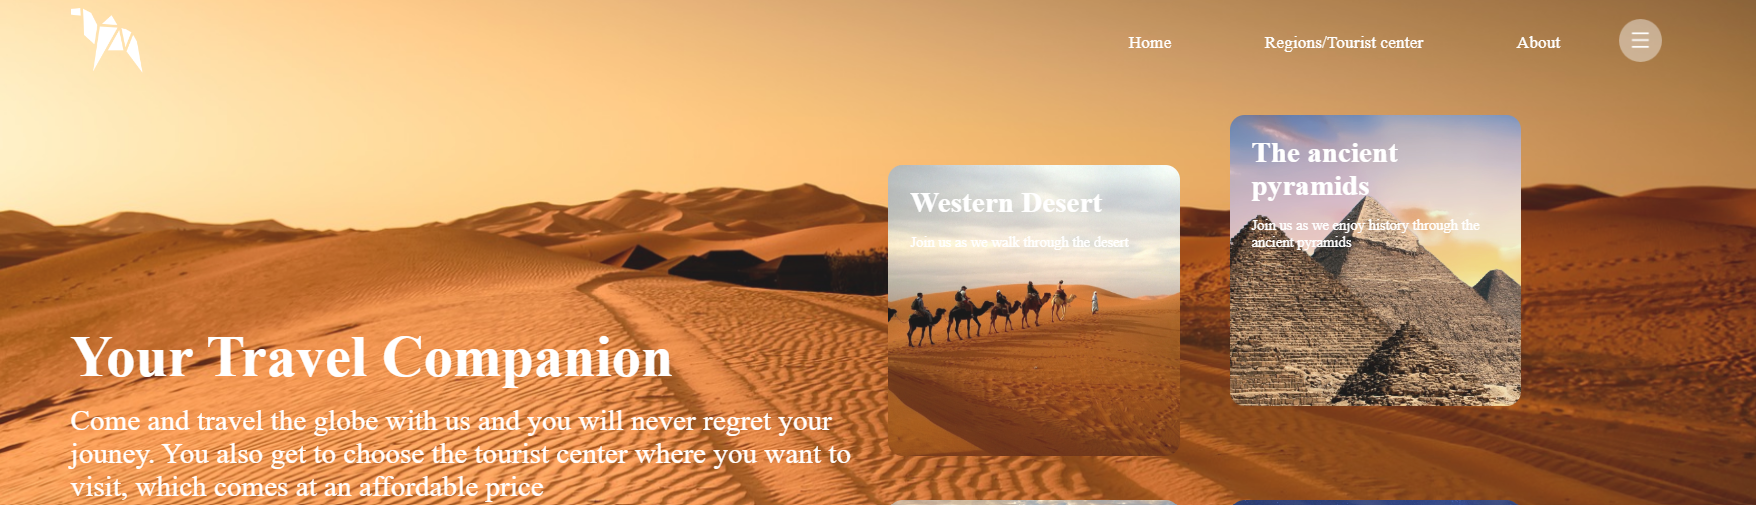 Home
Regions/Tourist center
About
Western Desert
Join us as we walk through the desert
The ancient
pyramids
Join us as we enjoy history through the
ancient pyramids
Your Travel Companion
Come and travel the globe with us and you will never regret your
jouney. You also get to choose the tourist center where you want to
visit, which comes at an affordable price